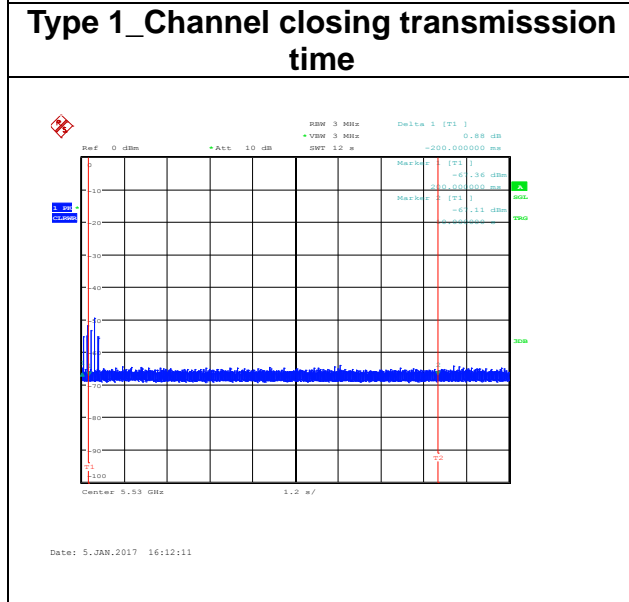 Type 1_Channel closing transmisssion
time
RBW 3 MHz Delta 1 [T1 ]
VBW 3 MHz 0.88 dB
Ref 0 dBm Att 10 dB SWT 12 s -200.000000 ms
Marker 1 [T1 ]
-67.36 dBm
200.000000 ms
Marker 2 [T1 ]
-67.11 dBm
A
SGL
TRG
1 PK
CLRWR
3DB
0
-10
-20
-30
-40
-50
-60
-70
-80
-90
-100
T1
T2
Center 5.53 GHz 1.2 s/
Date: 5.JAN.2017 16:12:11